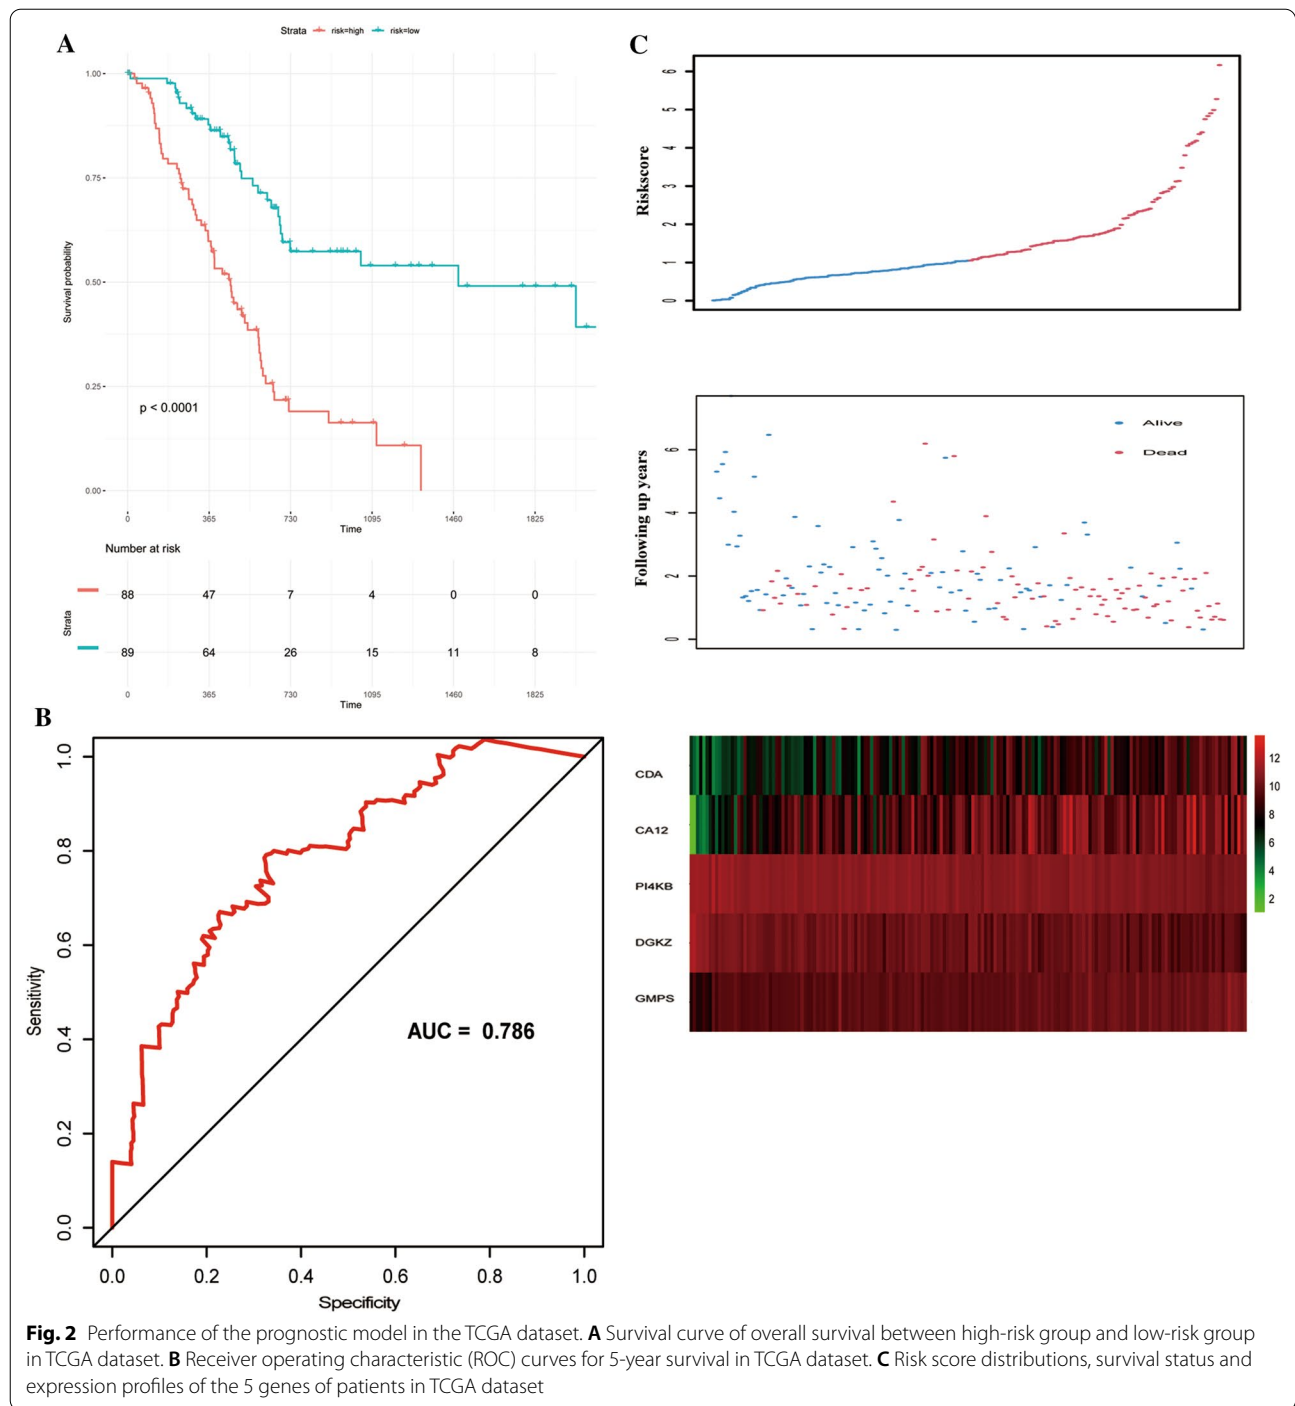 A
Strata risk=high risk=low
1.00
0.75
0.50
0.25
0.00
Survival probability
p < 0.0001
0 365 730 1095 1460 1825
Time
Number at risk
Strata
88 47 7 4 0 0
89 64 26 15 11 8
0 365 730 1095 1460 1825
Time
B
1.0
0.8
0.6
0.4
0.2
0.0
Sensitivity
AUC = 0.786
0.0 0.2 0.4 0.6 0.8 1.0
Specificity
C
6
5
4
3
2
1
0
Riskscore
Alive
Dead
6
4
2
0
Following up years
CDA
CA12
PI4KB
DGKZ
GMPS
12
10
8
6
4
2
Fig. 2 Performance of the prognostic model in the TCGA dataset. A Survival curve of overall survival between high-risk group and low-risk group
in TCGA dataset. B Receiver operating characteristic (ROC) curves for 5-year survival in TCGA dataset. C Risk score distributions, survival status and
expression profiles of the 5 genes of patients in TCGA dataset